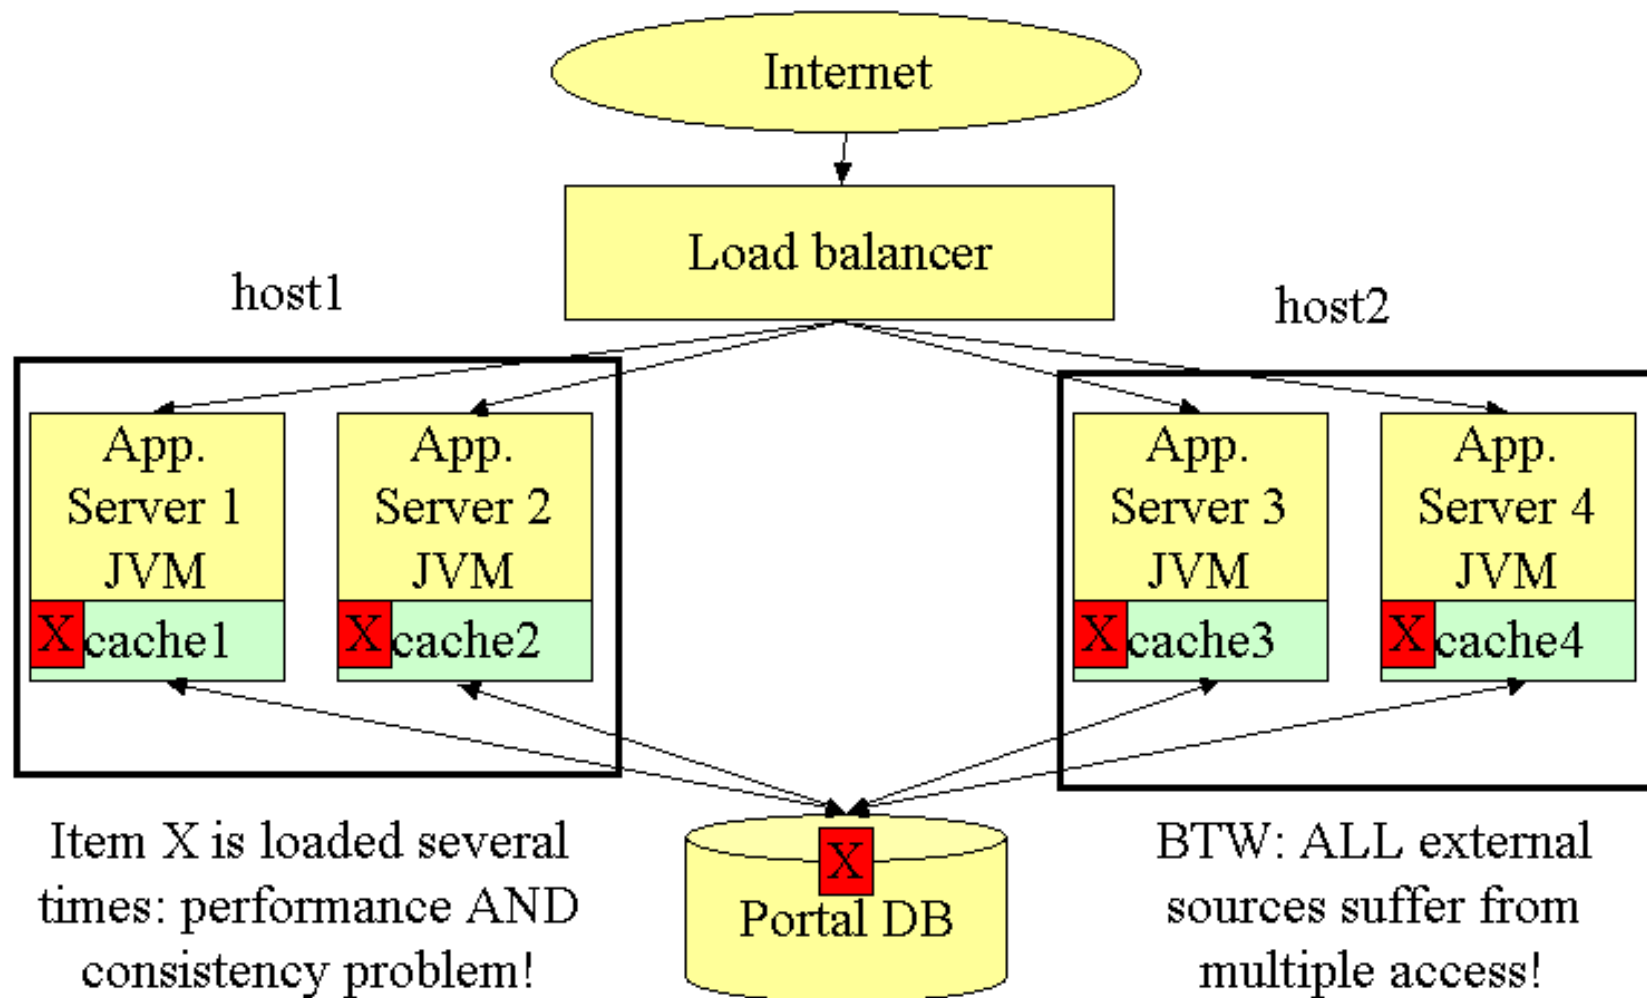 Internet
Load balancer
host1
host2
App.
Server 1
JVM
X cache1
App.
Server 2
JVM
X cache2
App.
Server 3
JVM
X cache3
App.
Server 4
JVM
X cache4
Item X is loaded several
times: performance AND
consistency problem!
X
Portal DB
BTW: ALL external
sources suffer from
multiple access!